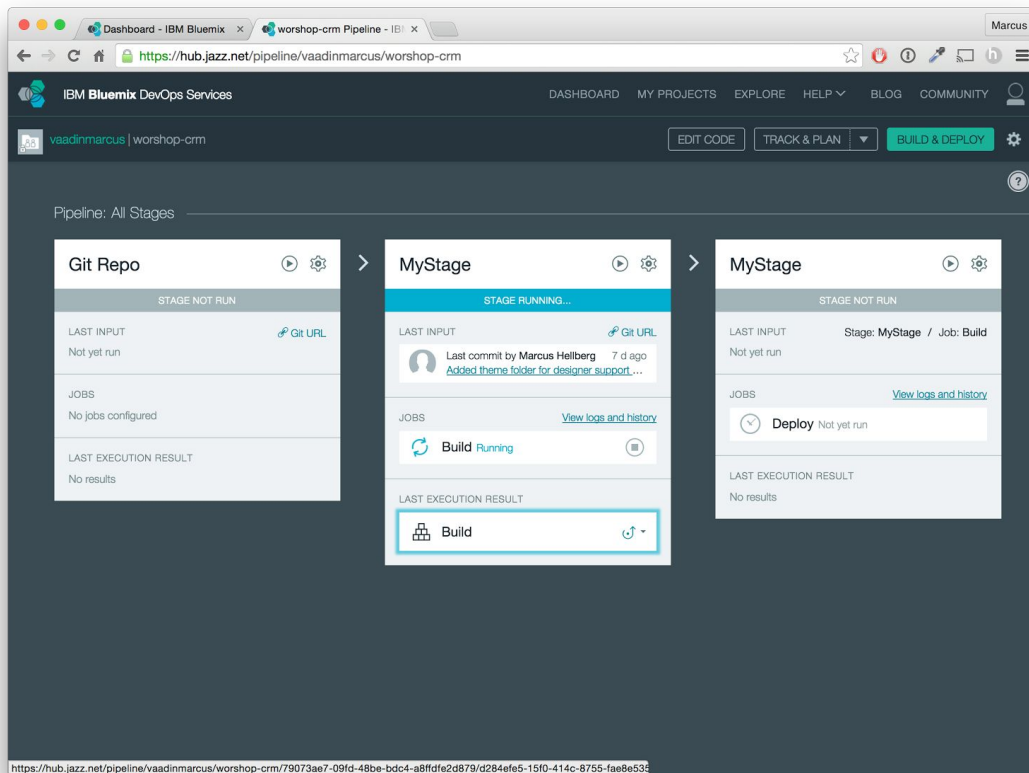 Dashboard - IBM Bluemix
worshop-crm Pipeline - IB
Marcus
https://hub.jazz.net/pipeline/vaadinmarcus/worshop-crm
IBM Bluemix DevOps Services
DASHBOARD MY PROJECTS EXPLORE HELP BLOG COMMUNITY
vaadinmarcus | worshop-crm
EDIT CODE TRACK & PLAN BUILD & DEPLOY
?
Pipeline: All Stages
Git Repo
STAGE NOT RUN
LAST INPUT Git URL
Not yet run
JOBS
No jobs configured
LAST EXECUTION RESULT
No results
MyStage
STAGE RUNNING...
LAST INPUT Git URL
Last commit by Marcus Hellberg 7 d ago
Added theme folder for designer support ...
JOBS View logs and history
Build Running
LAST EXECUTION RESULT
Build
MyStage
STAGE NOT RUN
LAST INPUT Stage: MyStage / Job: Build
Not yet run
JOBS View logs and history
Deploy Not yet run
LAST EXECUTION RESULT
No results
https://hub.jazz.net/pipeline/vaadinmarcus/worshop-crm/79073ae7-09fd-48be-bdc4-a8ffdfe2d879/d284efe5-15f0-414c-8755-fae8e535